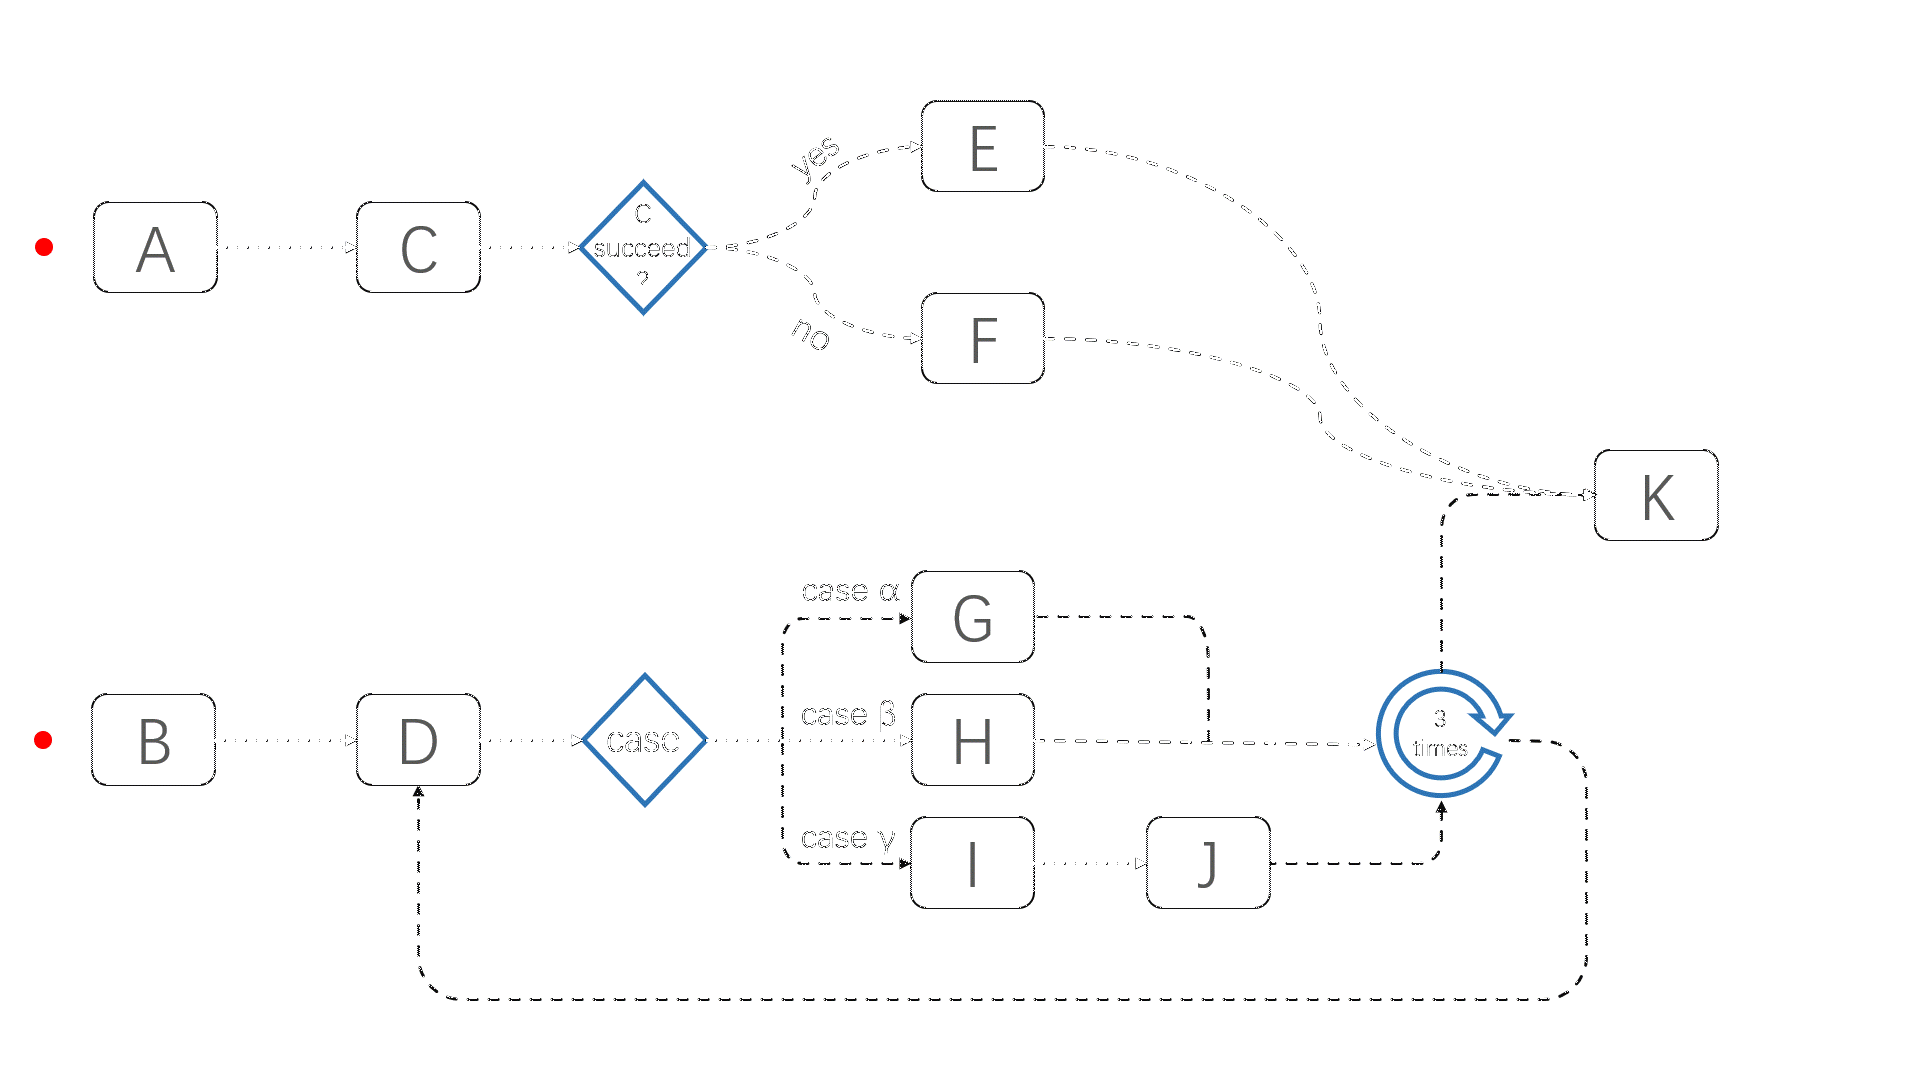 yes
E
A
C
C
succeed
?
no
F
K
case α
G
case β
B
D
case
H
3
times
case γ
I
J